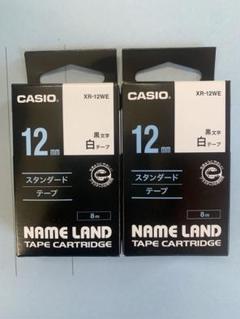 CASIO
XR-12WE
12mm
黒文字
白テープ
スタンダード
テープ
8m
NAME LAND
TAPE CARTRIDGE
CASIO
XR-12WE
12mm
黒文字
白テープ
スタンダード
テープ
8m
NAME LAND
TAPE CARTRIDGE